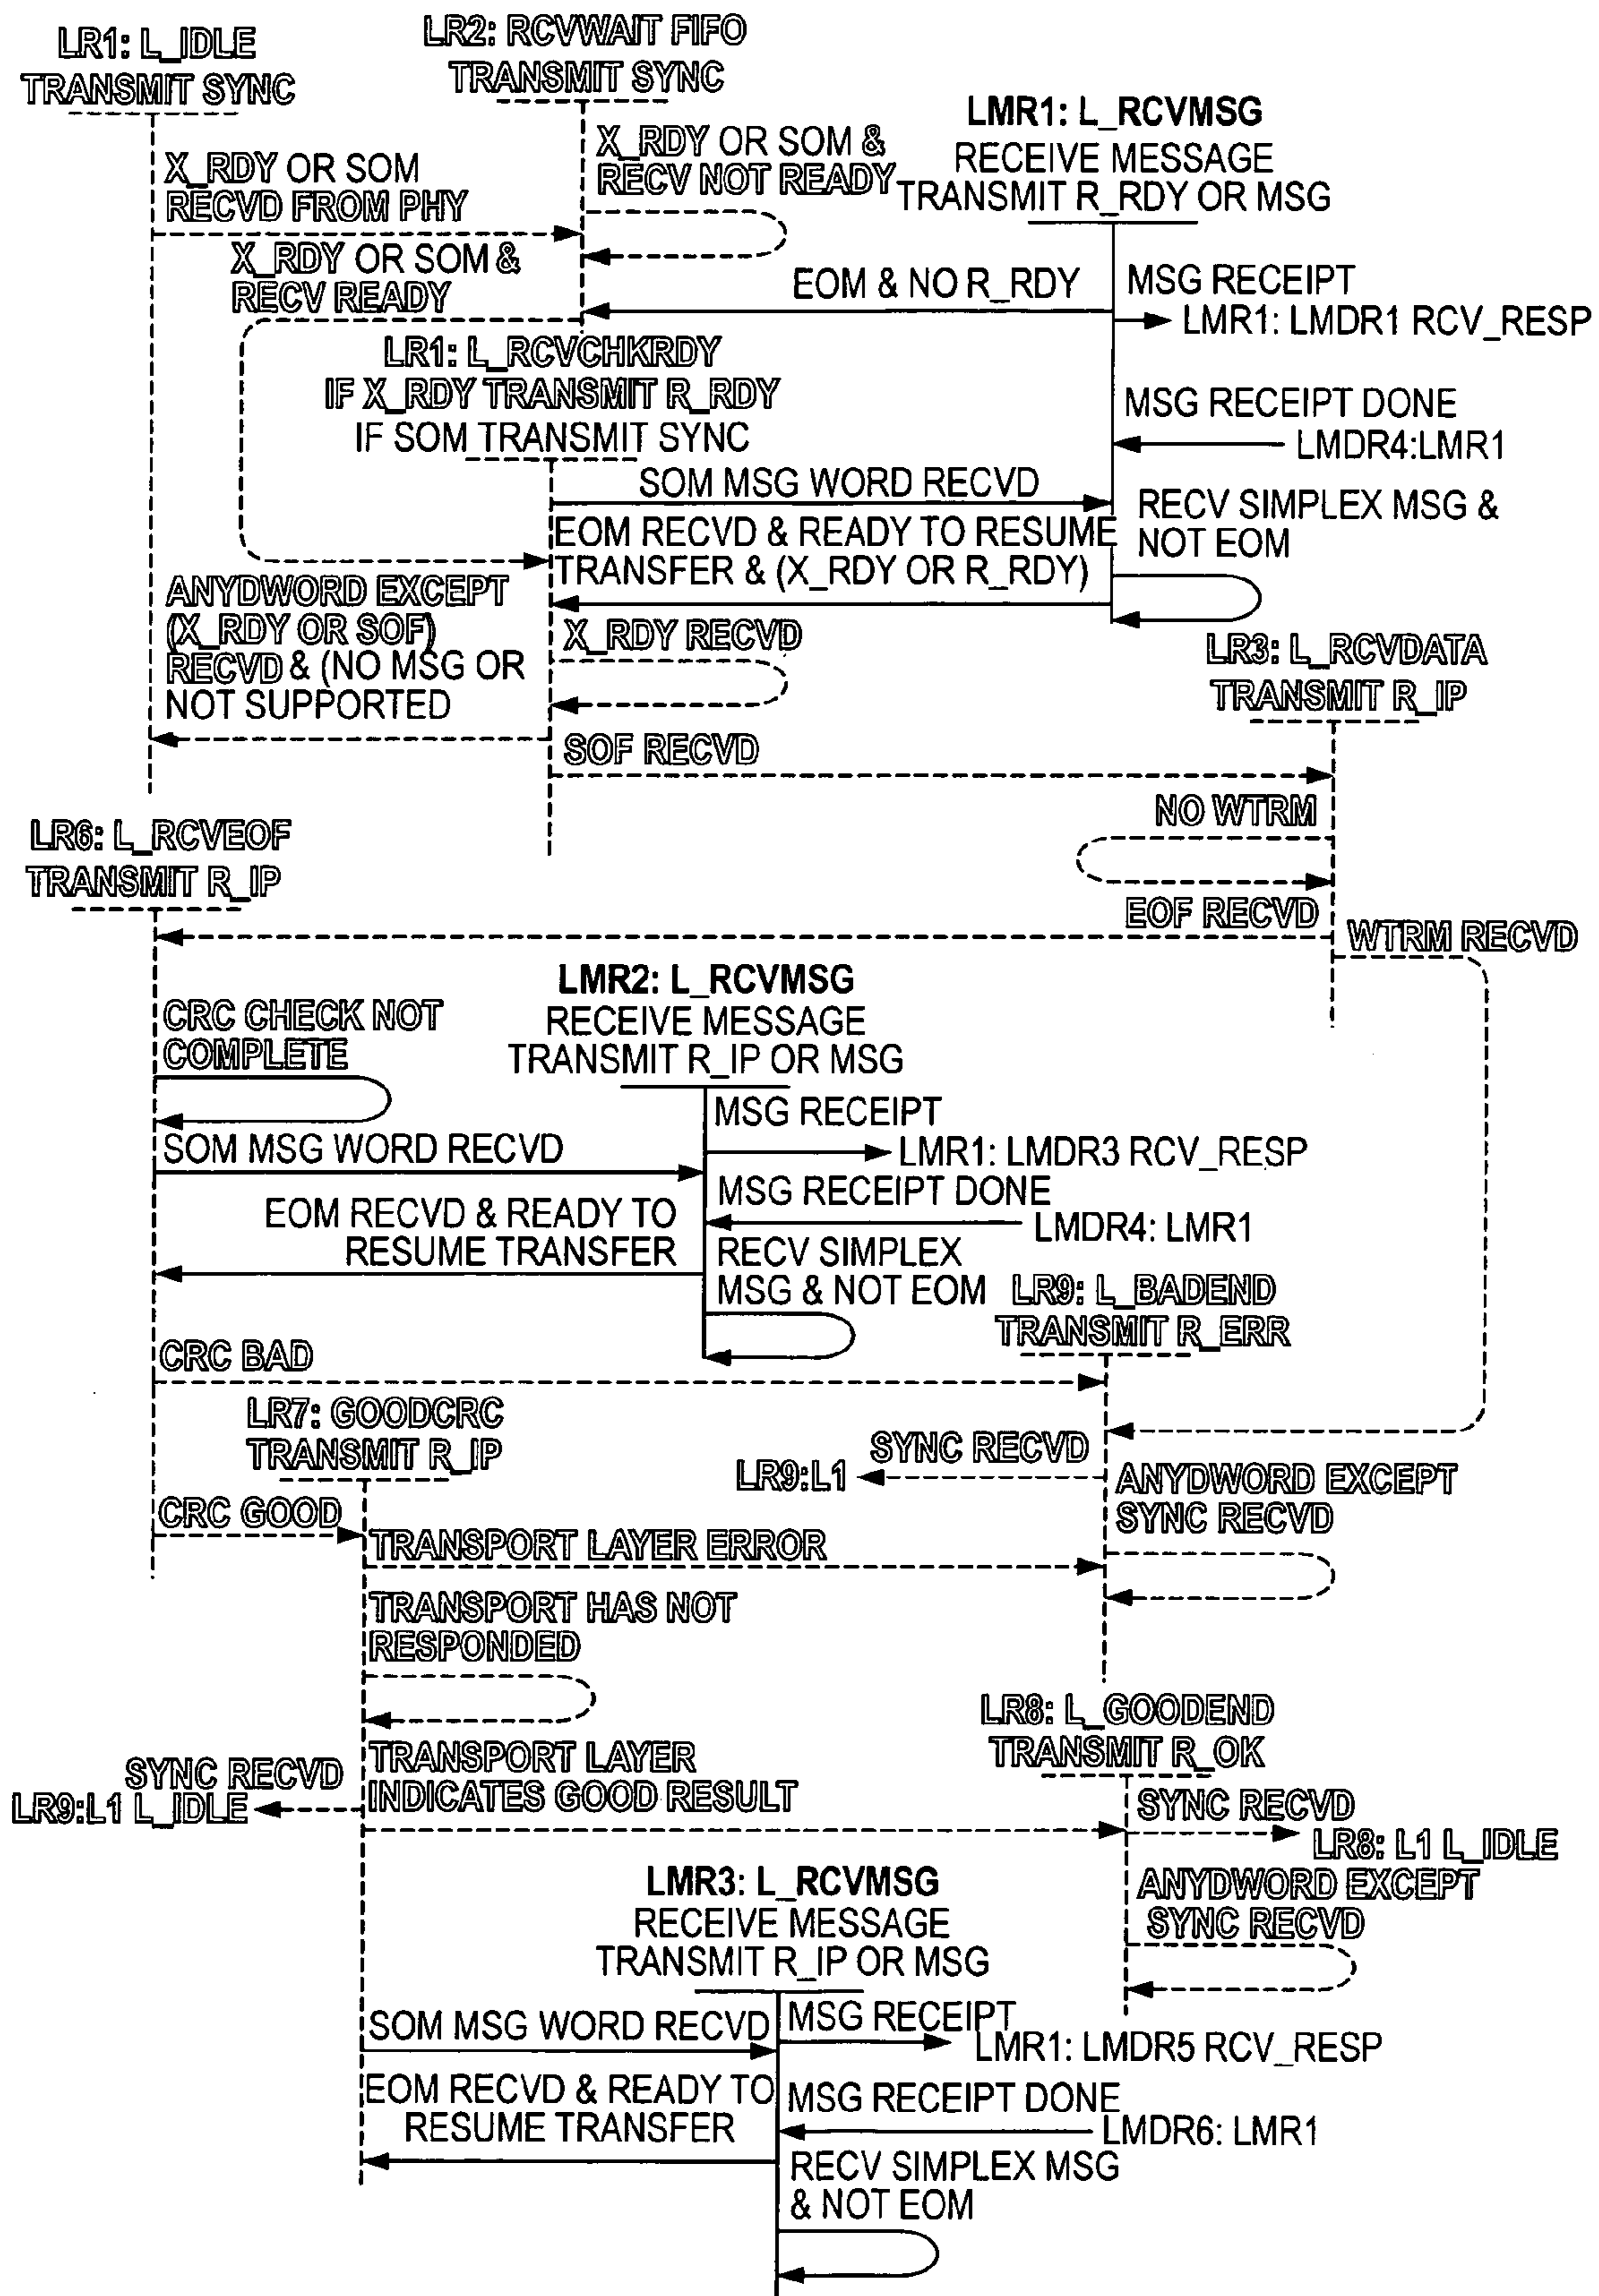 LR1: L_IDLE
TRANSMIT SYNC
LR2: RCVWAIT FIFO
TRANSMIT SYNC
LMR1: L_RCVMSG
RECEIVE MESSAGE
TRANSMIT R_RDY OR MSG
X_RDY OR SOM
RECVD FROM PHY
X_RDY OR SOM &
RECV NOT READY
X_RDY OR SOM &
RECV READY
EOM & NO R_RDY
MSG RECEIPT
LMR1: LMDR1 RCV_RESP
LR1: L_RCVCHKRDY
IF X_RDY TRANSMIT R_RDY
IF SOM TRANSMIT SYNC
MSG RECEIPT DONE
LMDR4:LMR1
SOM MSG WORD RECVD
RECV SIMPLEX MSG &
NOT EOM
EOM RECVD & READY TO RESUME
TRANSFER & (X_RDY OR R_RDY)
ANYDWORD EXCEPT
(X_RDY OR SOF)
RECVD & (NO MSG OR
NOT SUPPORTED
X_RDY RECVD
LR3: L_RCVDATA
TRANSMIT R_IP
SOF RECVD
NO WTRM
LR6: L_RCVEOF
TRANSMIT R_IP
EOF RECVD
WTRM RECVD
LMR2: L_RCVMSG
RECEIVE MESSAGE
TRANSMIT R_IP OR MSG
CRC CHECK NOT
COMPLETE
MSG RECEIPT
LMR1: LMDR3 RCV_RESP
SOM MSG WORD RECVD
MSG RECEIPT DONE
LMDR4: LMR1
EOM RECVD & READY TO
RESUME TRANSFER
RECV SIMPLEX
MSG & NOT EOM
LR9: L_BADEND
TRANSMIT R_ERR
CRC BAD
LR7: GOODCRC
TRANSMIT R_IP
SYNC RECVD
LR9:L1
ANYDWORD EXCEPT
SYNC RECVD
CRC GOOD
TRANSPORT LAYER ERROR
TRANSPORT HAS NOT
RESPONDED
LR8: L_GOODEND
TRANSMIT R_OK
SYNC RECVD
LR9:L1 L_IDLE
TRANSPORT LAYER
INDICATES GOOD RESULT
SYNC RECVD
LR8: L1 L_IDLE
ANYDWORD EXCEPT
SYNC RECVD
LMR3: L_RCVMSG
RECEIVE MESSAGE
TRANSMIT R_IP OR MSG
SOM MSG WORD RECVD
MSG RECEIPT
LMR1: LMDR5 RCV_RESP
EOM RECVD & READY TO
RESUME TRANSFER
MSG RECEIPT DONE
LMDR6: LMR1
RECV SIMPLEX MSG
& NOT EOM